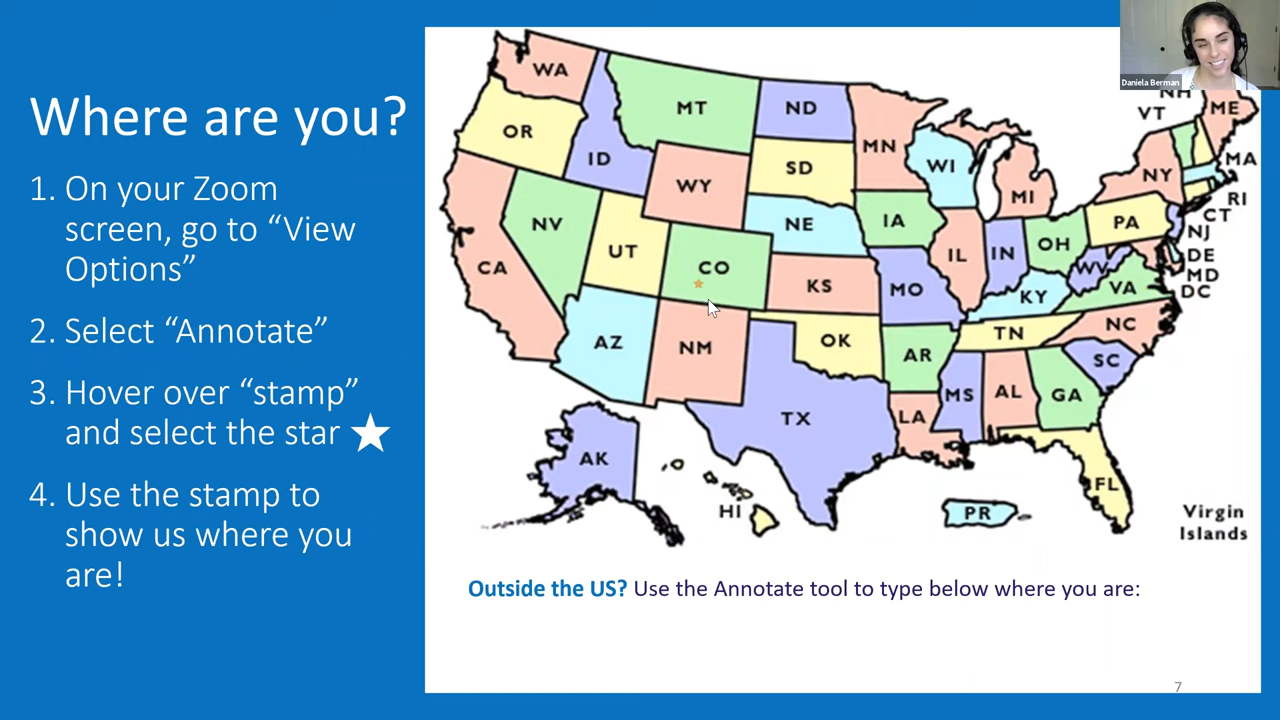 Where are you?
1. On your Zoom
screen, go to “View
Options”
2. Select “Annotate”
3. Hover over “stamp”
and select the star
4. Use the stamp to
show us where you
are!
Daniela Berman
WA
MT
ND
MN
OR
ID
WY
SD
WI
MI
NH
VT
ME
NY
MA
RI
CT
NJ
DE
MD
DC
NV
UT
CO
NE
IA
IL
IN
OH
PA
WV
VA
CA
KS
MO
KY
AZ
NM
OK
AR
TN
NC
SC
TX
LA
MS
AL
GA
FL
AK
HI
PR
Virgin
Islands
Outside the US? Use the Annotate tool to type below where you are:
7